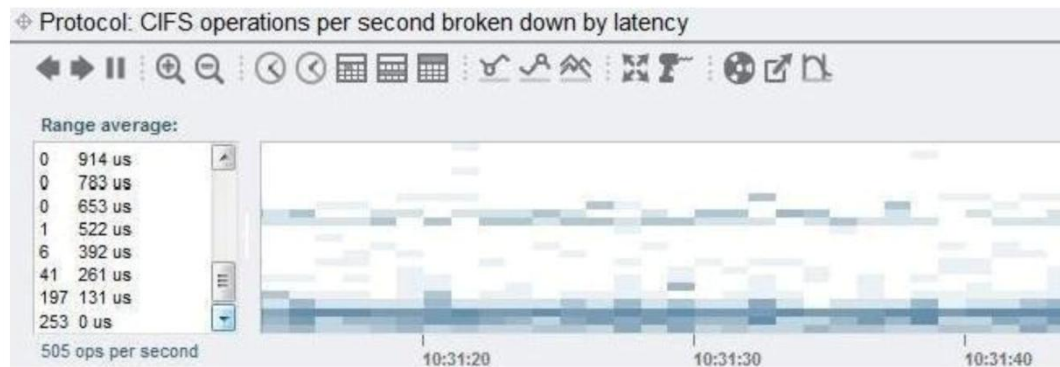 Protocol: CIFS operations per second broken down by latency
Range average:
0 914 us
0 783 us
0 653 us
1 522 us
6 392 us
41 261 us
197 131 us
253 0 us
505 ops per second
10:31:20 10:31:30 10:31:40